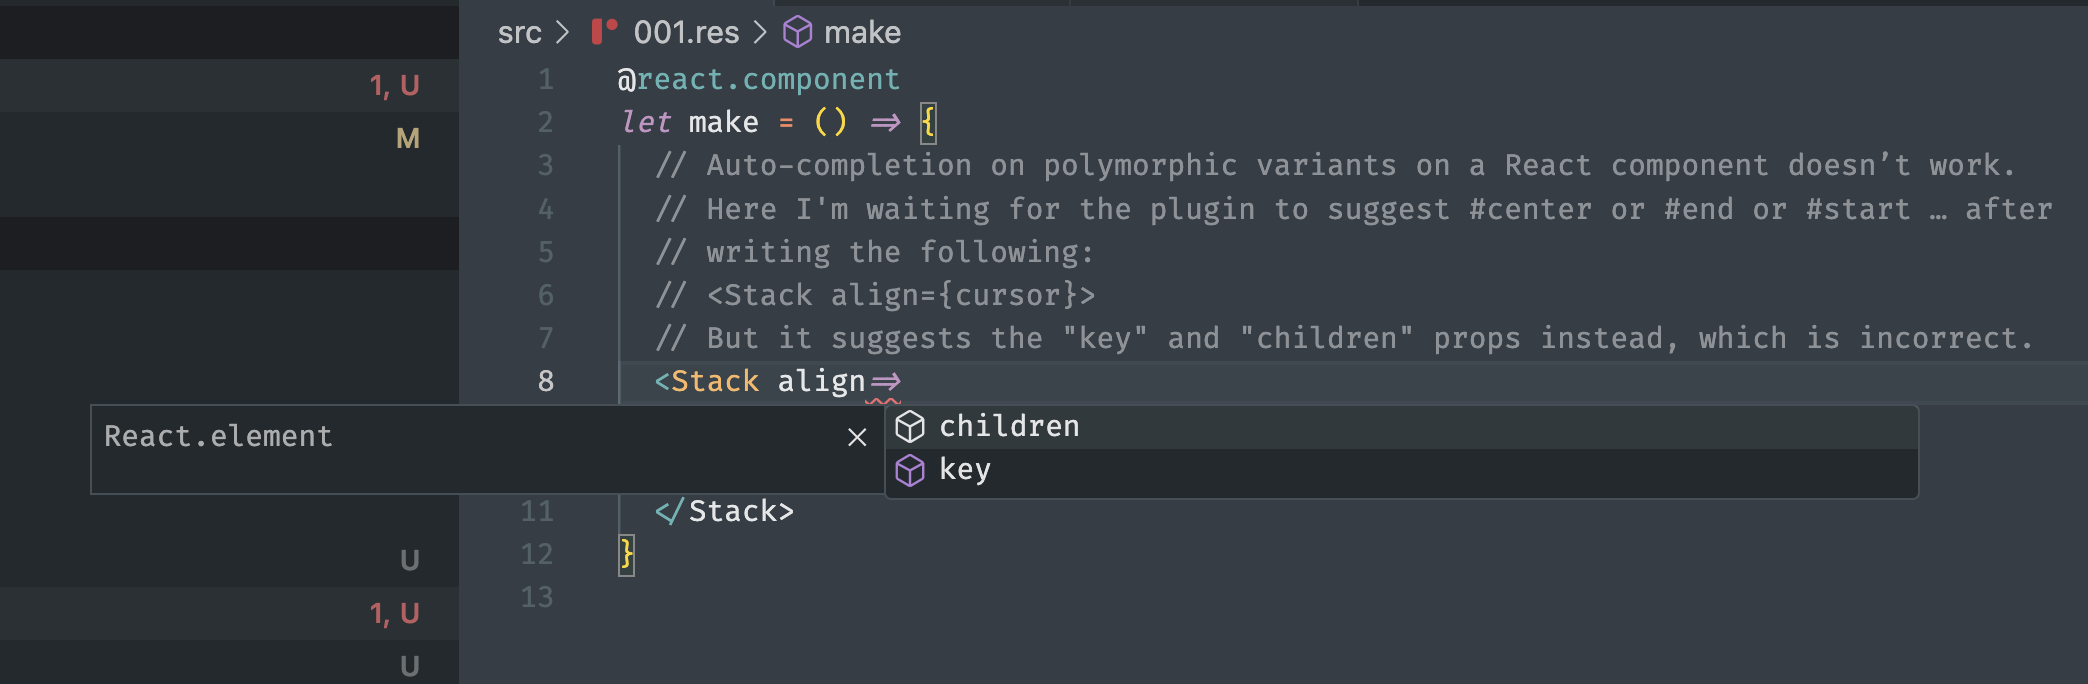 src > 001.res > make
1, U
1 @react.component
M
2 let make = () => {
3 // Auto-completion on polymorphic variants on a React component doesn’t work.
4 // Here I'm waiting for the plugin to suggest #center or #end or #start … after
5 // writing the following:
6 // <Stack align={cursor}>
7 // But it suggests the "key" and "children" props instead, which is incorrect.
8 <Stack align=>
React.element
children
key
11 </Stack>
12 }
U
13
1, U
U